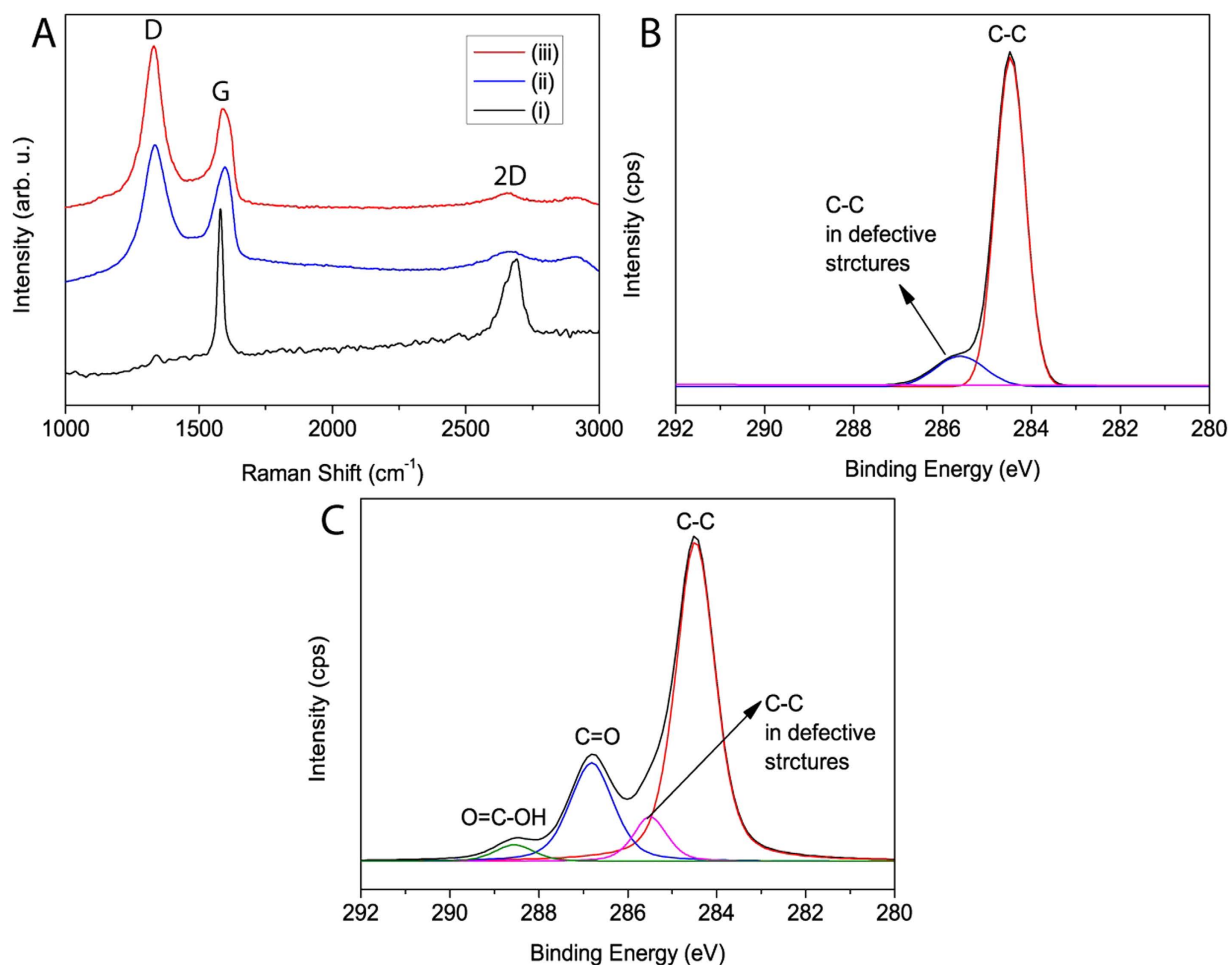 A
D
G
2D
(iii)
(ii)
(i)
Intensity (arb. u.)
1000 1500 2000 2500 3000
Raman Shift (cm⁻¹)
B
C-C
C-C
in defective
strctures
Intensity (cps)
292 290 288 286 284 282 280
Binding Energy (eV)
C
C-C
C=O
O=C-OH
C-C
in defective
strctures
Intensity (cps)
292 290 288 286 284 282 280
Binding Energy (eV)